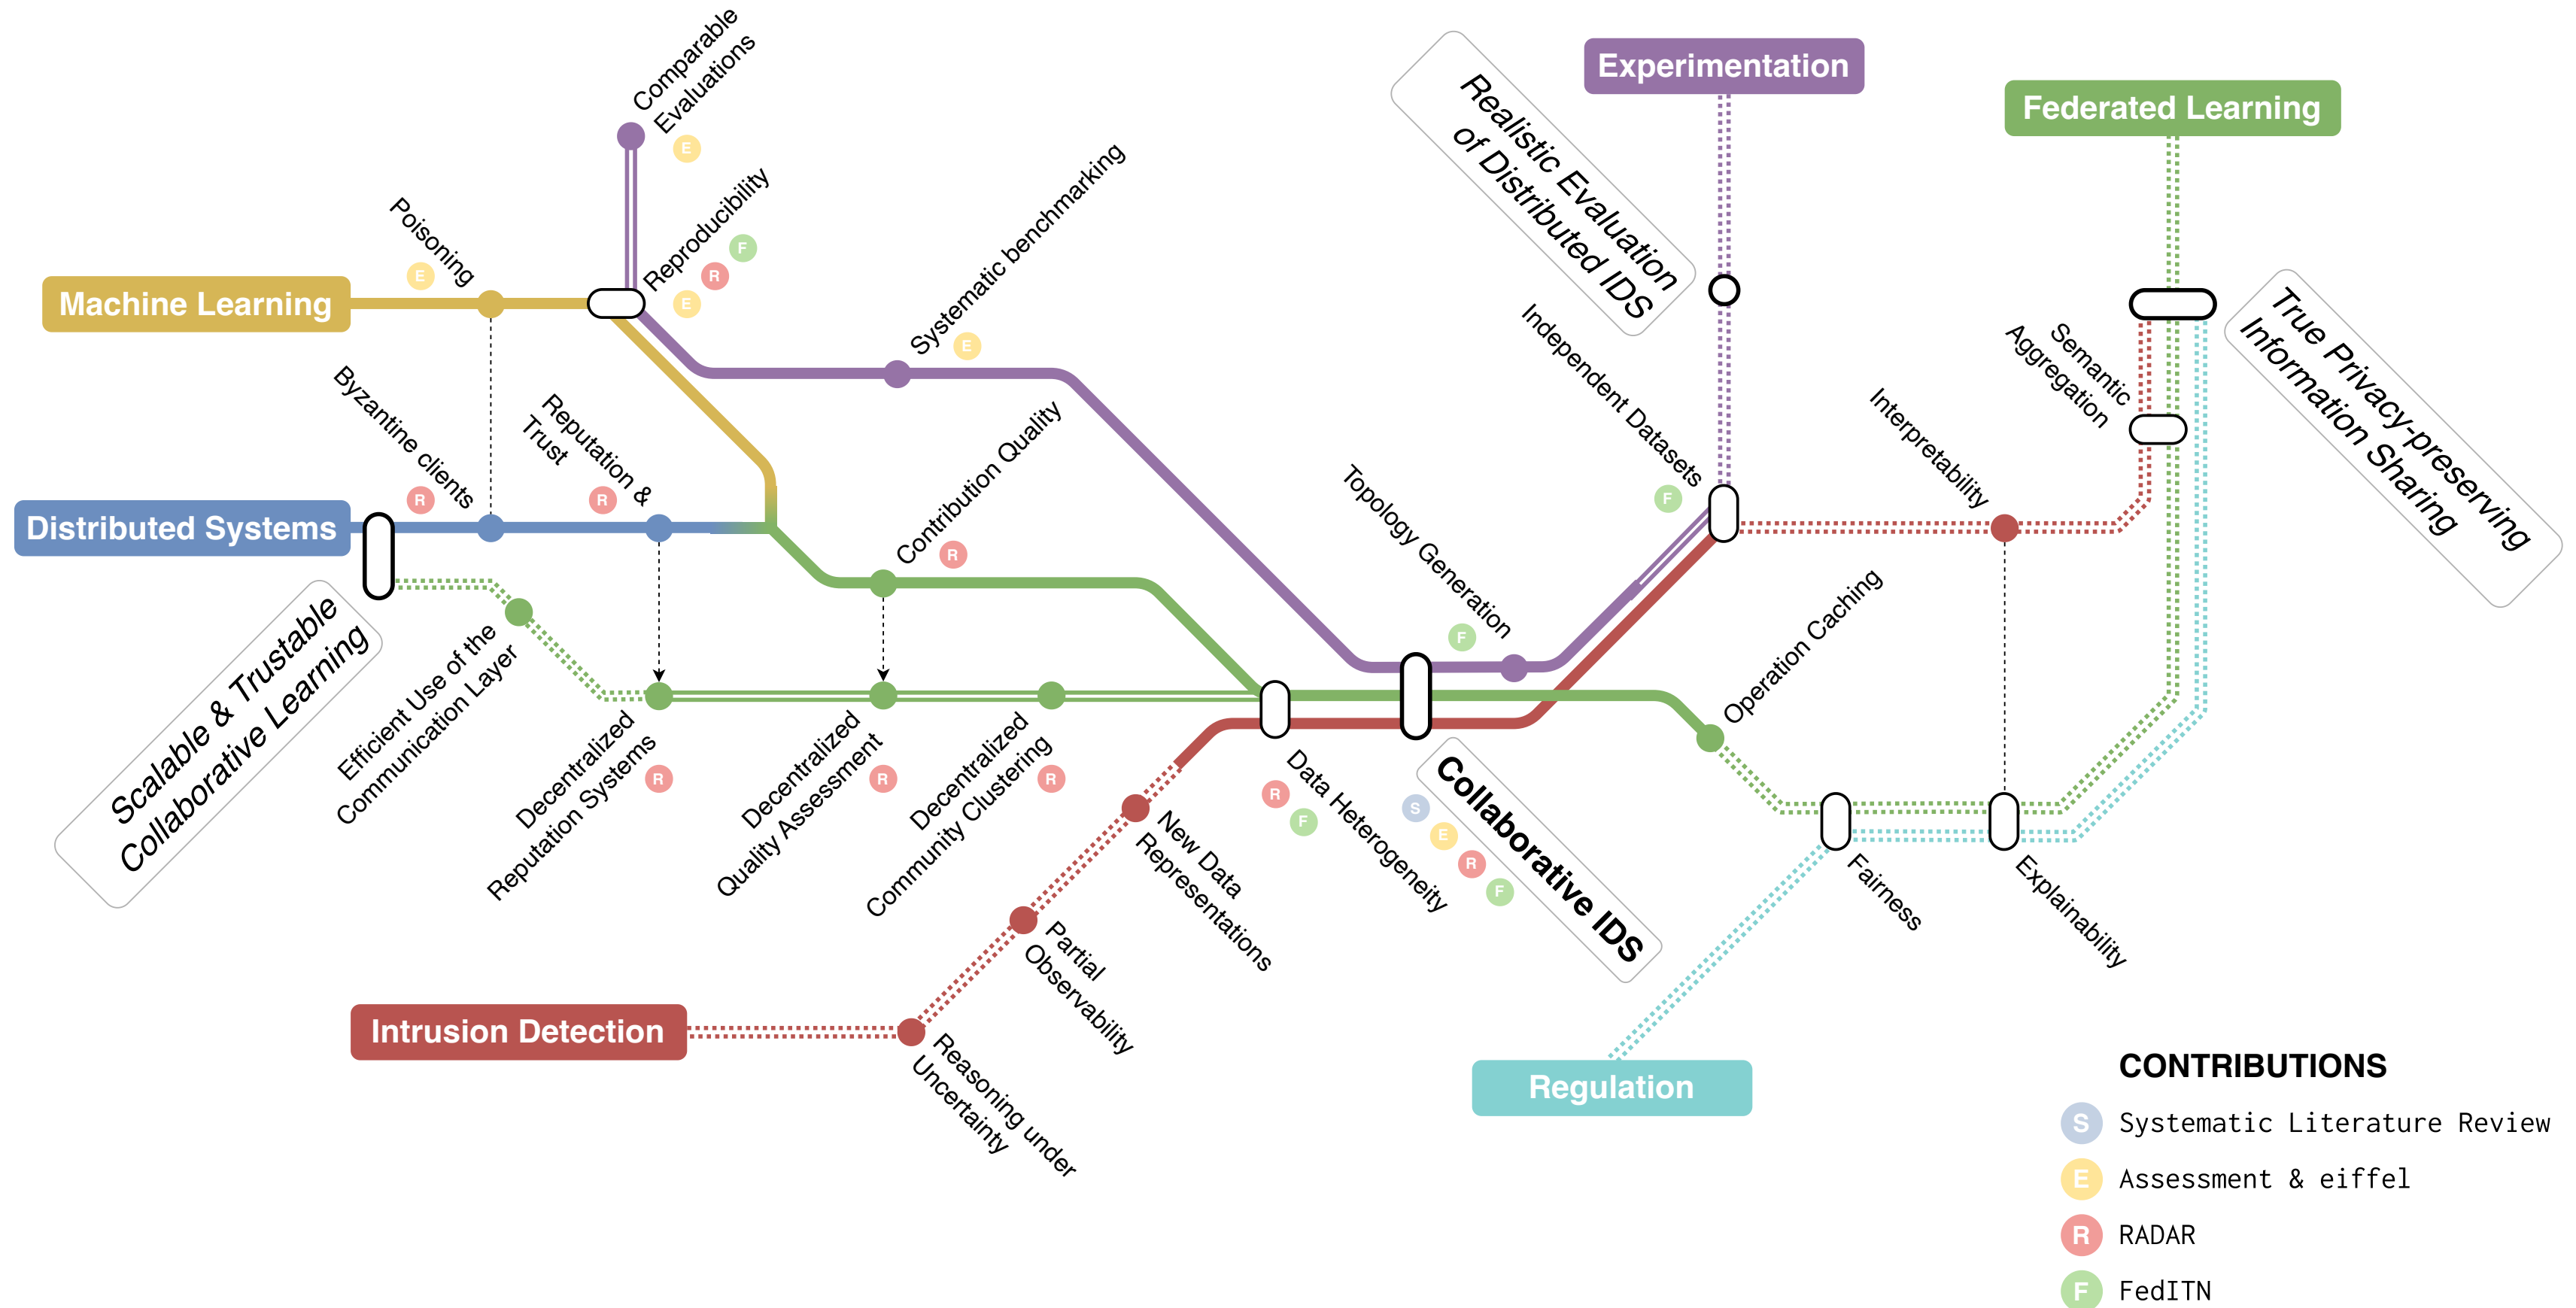 Comparable
Evaluations
E
Experimentation
Federated Learning
Realistic Evaluation
of Distributed IDS
Poisoning
E
Reproducibility
F
R
E
Machine Learning
Systematic benchmarking
E
Independent Datasets
F
Semantic
Aggregation
True Privacy-preserving
Information Sharing
Byzantine clients
R
Reputation &
Trust
R
Contribution Quality
R
Topology Generation
F
Interpretability
Distributed Systems
Scalable & Trustable
Collaborative Learning
Efficient Use of the
Communication Layer
Decentralized
Reputation Systems
R
Decentralized
Quality Assessment
R
Decentralized
Community Clustering
R
New Data
Representations
Data Heterogeneity
R
F
Collaborative IDS
S
E
R
F
Operation Caching
Fairness
Explainability
Partial
Observability
Intrusion Detection
Reasoning under
Uncertainty
Regulation
CONTRIBUTIONS
S Systematic Literature Review
E Assessment & eiffel
R RADAR
F FedITN